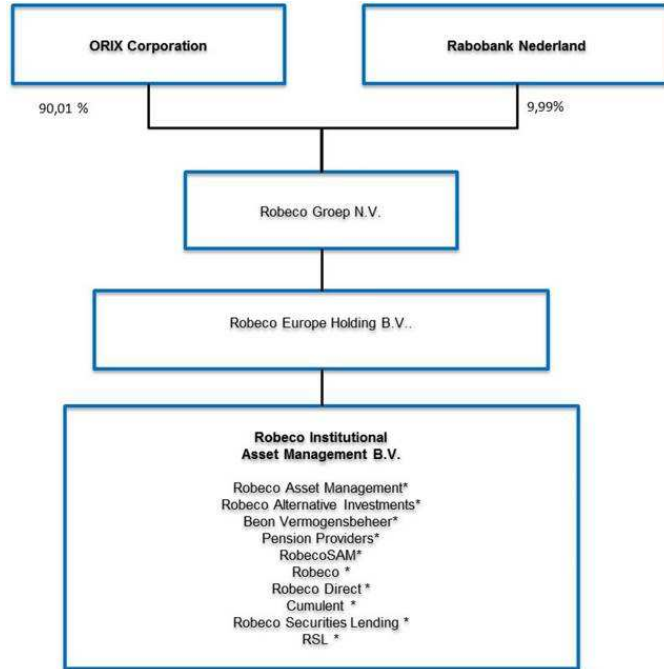 ORIX Corporation
Rabobank Nederland
90,01 %
9,99%
Robeco Groep N.V.
Robeco Europe Holding B.V..
Robeco Institutional
Asset Management B.V.
Robeco Asset Management*
Robeco Alternative Investments*
Beon Vermogensbeheer*
Pension Providers*
RobecoSAM*
Robeco *
Robeco Direct *
Cumulent *
Robeco Securities Lending *
RSL *